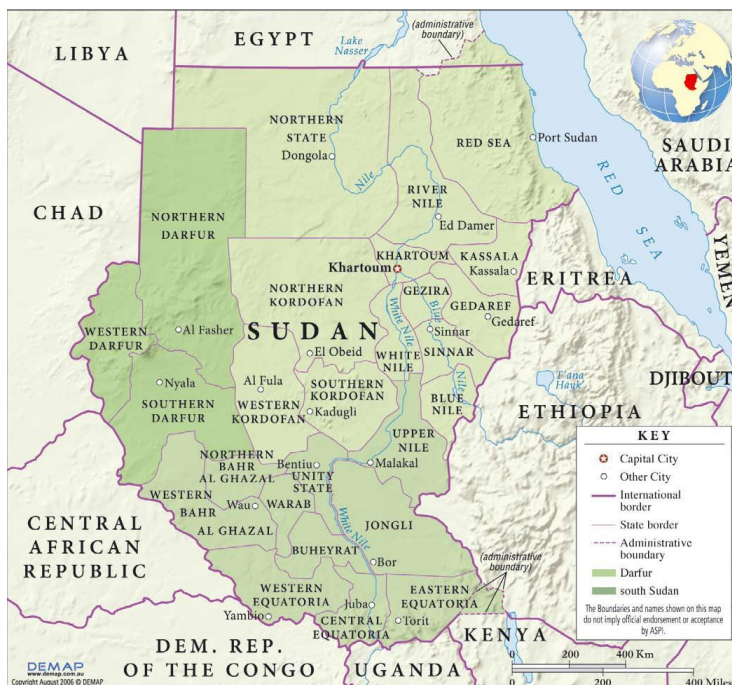 (administrative
boundary)
LIBYA
EGYPT
Lake
Nasser
NORTHERN
STATE
Dongola
Nile
RED SEA
Port Sudan
SAUDI
ARABIA
RED SEA
CHAD
NORTHERN
DARFUR
RIVER
NILE
Ed Damer
YEMEN
KHARTOUM
Khartoum
KASSALA
Kassala
ERITREA
NORTHERN
KORDOFAN
GEZIRA
GEDAREF
Gedaref
White Nile
Blue
Nile
WESTERN
DARFUR
Al Fasher
SUDAN
Sinnar
SINNAR
WHITE
NILE
El Obeid
T'ana
Hayk'
DJIBOUT
Nyala
SOUTHERN
DARFUR
Al Fula
WESTERN
KORDOFAN
SOUTHERN
KORDOFAN
Kadugli
BLUE
NILE
ETHIOPIA
UPPER
NILE
Malakal
NORTHERN
BAHR
AL GHAZAL
Bentiu
UNITY
STATE
WESTERN
BAHR
AL GHAZAL
Wau
WARAB
JONGLI
White Nile
CENTRAL
AFRICAN
REPUBLIC
BUHEYRAT
Bor
(administrative
boundary)
WESTERN
EQUATORIA
Yambio
Juba
CENTRAL
EQUATORIA
EASTERN
EQUATORIA
Torit
KENYA
DEM. REP.
OF THE CONGO
UGANDA
KEY
Capital City
Other City
International
border
State border
Administrative
boundary
Darfur
south Sudan
The Boundaries and names shown on this map
do not imply official endorsement or acceptance
by ASPI.
0 200 400 Km
0 200 400 Miles
DEMAP
www.demap.com.au
Copyright August 2006 © DEMAP